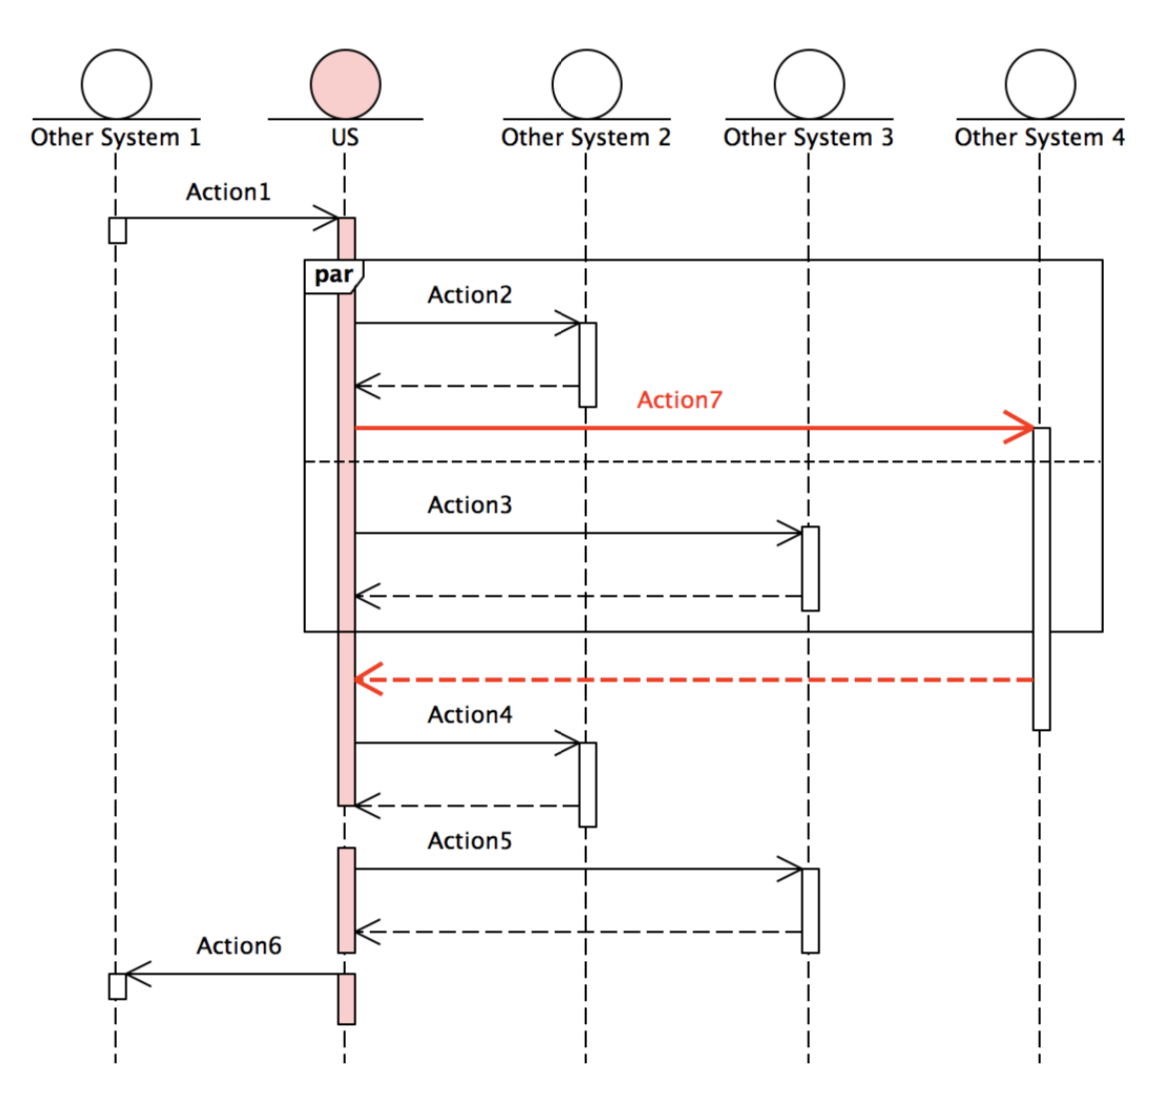 Other System 1
US
Other System 2
Other System 3
Other System 4
Action1
par
Action2
Action7
Action3
Action4
Action5
Action6